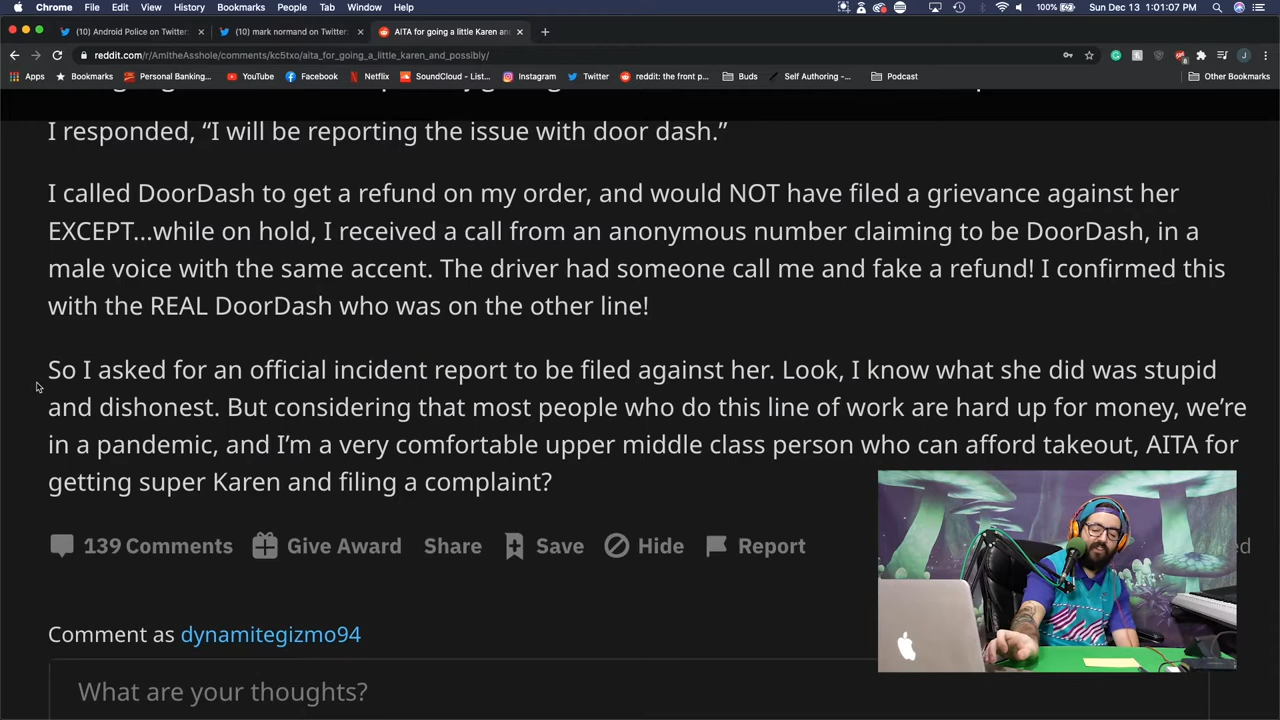 Chrome File Edit View History Bookmarks People Tab Window Help 100% Sun Dec 13 1:01:07 PM
(10) Android Police on Twitter: (10) mark normand on Twitter: AITA for going a little Karen and
reddit.com/r/AmItheAsshole/comments/kc5txo/aita_for_going_a_little_karen_and_possibly/
Apps Bookmarks Personal Banking... YouTube Facebook Netflix SoundCloud - List... Instagram Twitter reddit: the front p... Buds Self Authoring -... Podcast Other Bookmarks
I responded, “I will be reporting the issue with door dash.”
I called DoorDash to get a refund on my order, and would NOT have filed a grievance against her
EXCEPT...while on hold, I received a call from an anonymous number claiming to be DoorDash, in a
male voice with the same accent. The driver had someone call me and fake a refund! I confirmed this
with the REAL DoorDash who was on the other line!
So I asked for an official incident report to be filed against her. Look, I know what she did was stupid
and dishonest. But considering that most people who do this line of work are hard up for money, we’re
in a pandemic, and I’m a very comfortable upper middle class person who can afford takeout, AITA for
getting super Karen and filing a complaint?
139 Comments Give Award Share Save Hide Report
Comment as dynamitegizmo94
What are your thoughts?